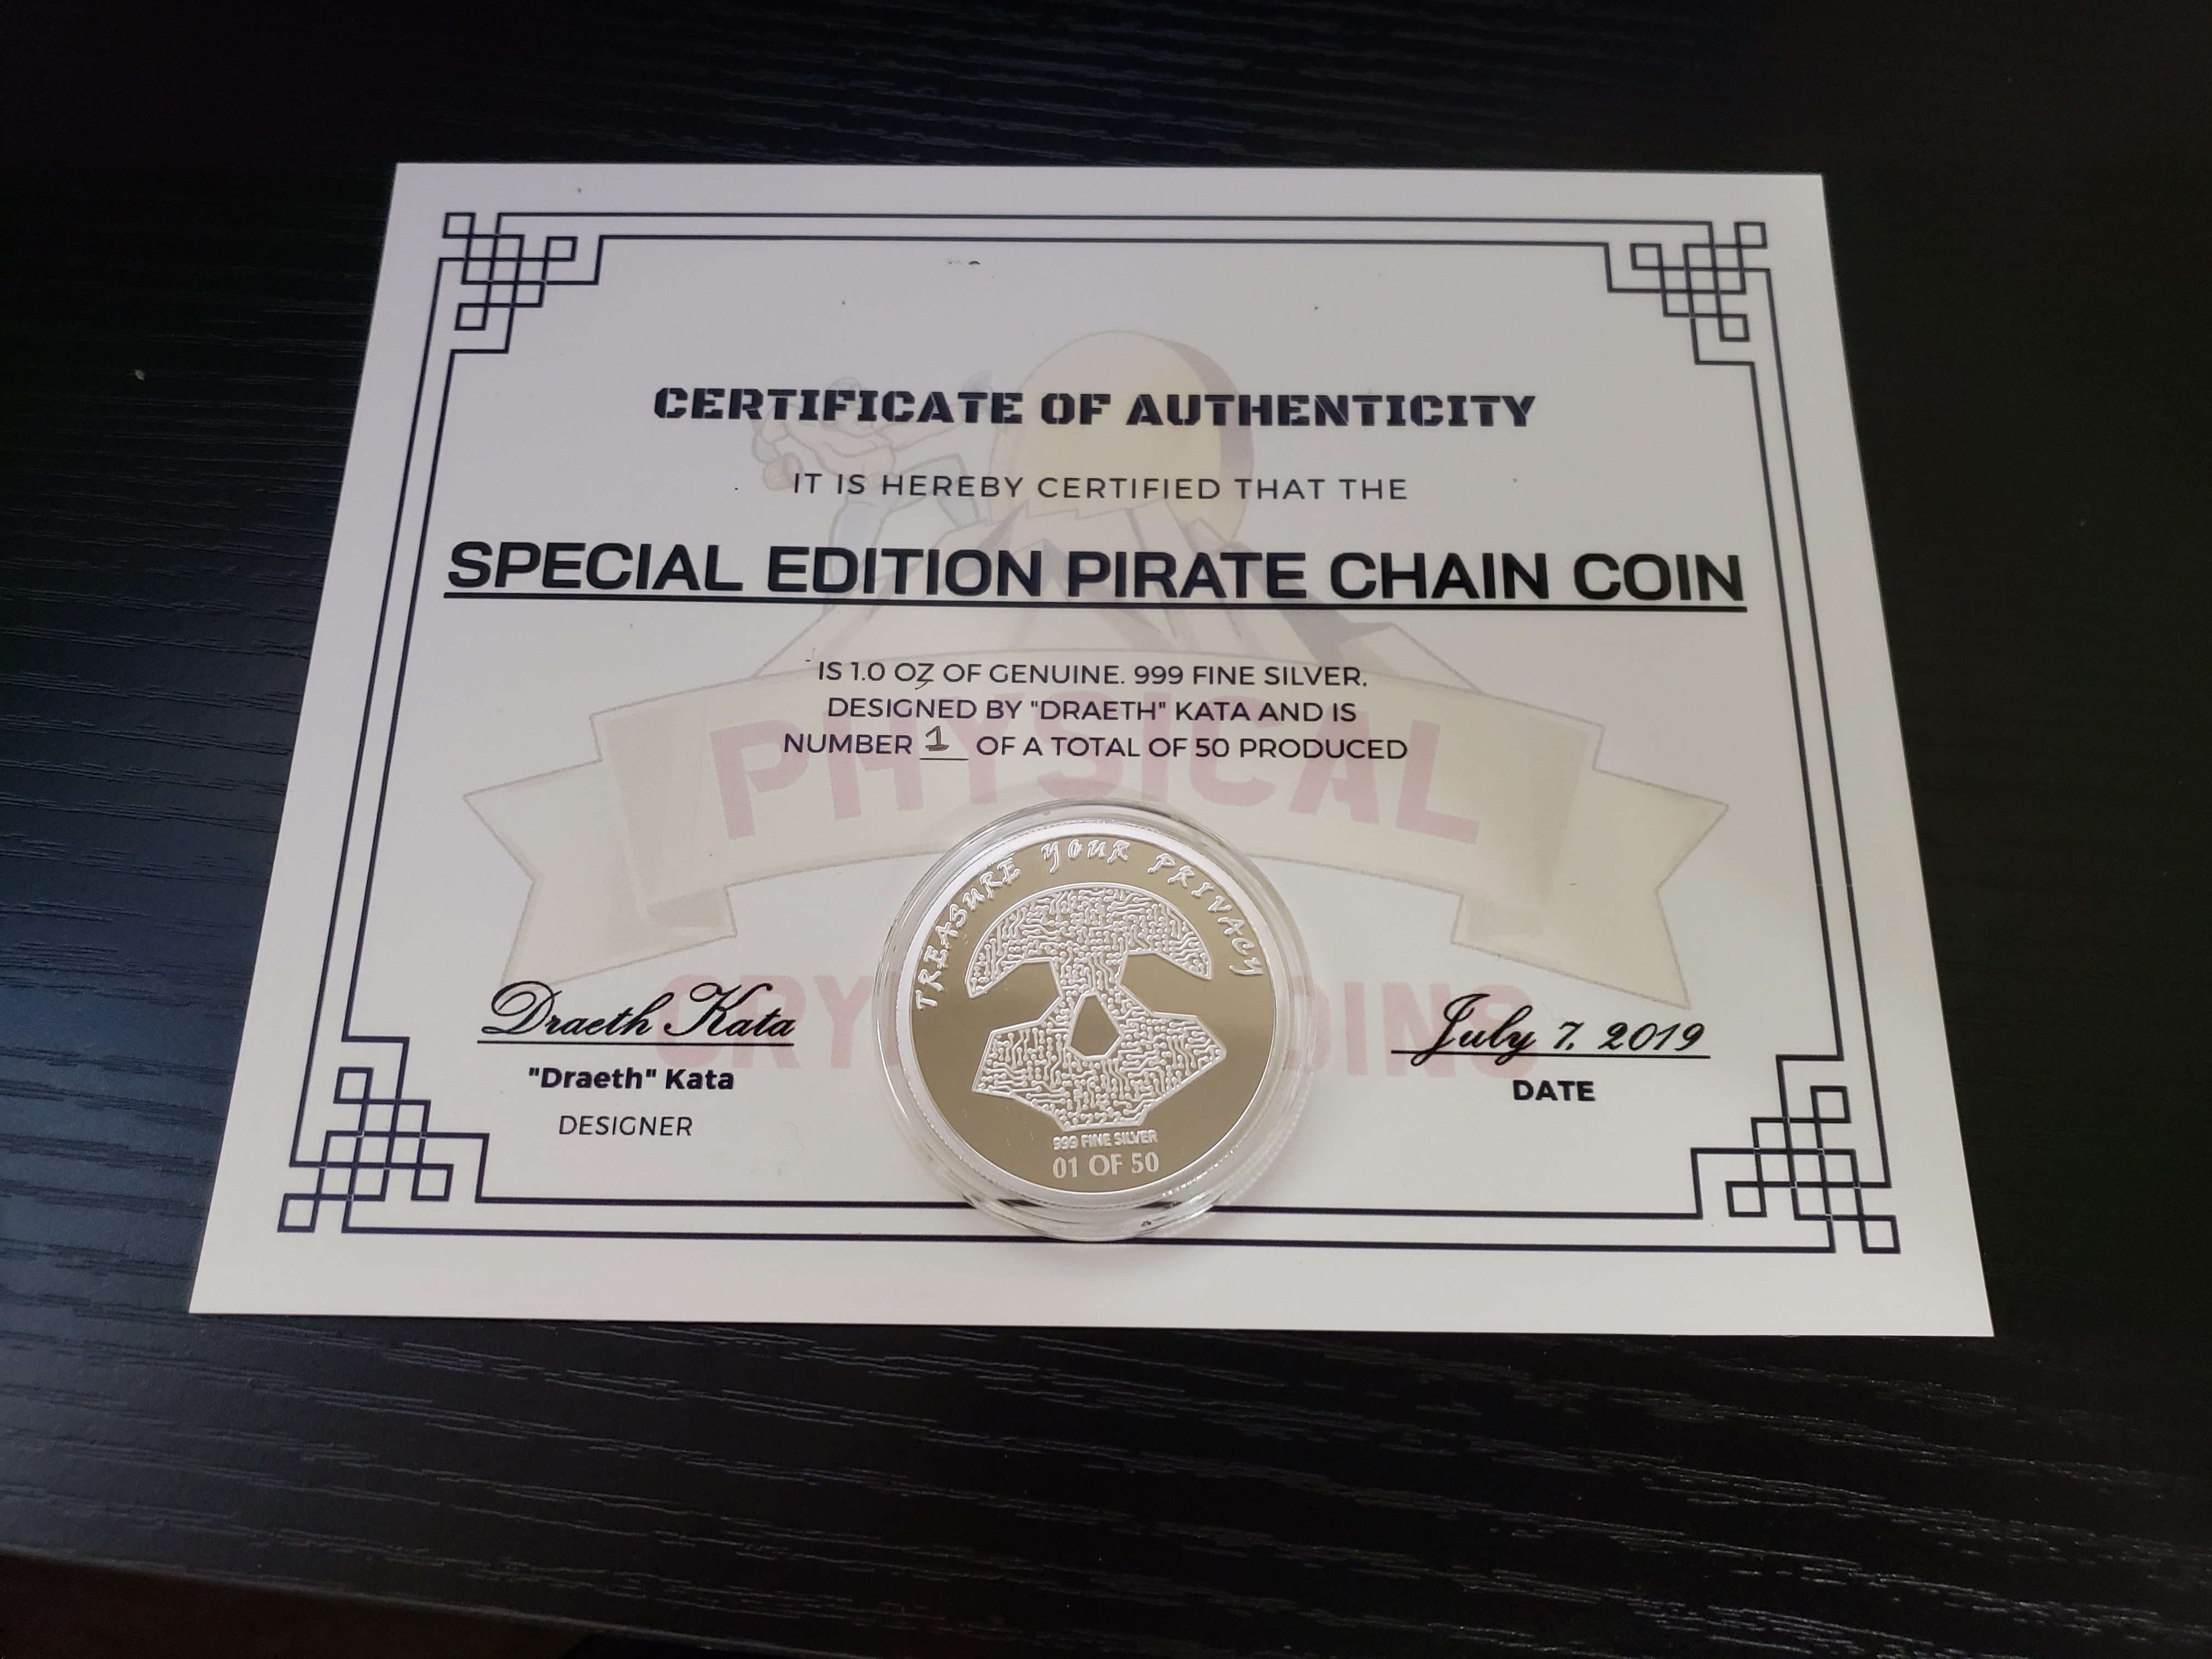 CERTIFICATE OF AUTHENTICITY
IT IS HEREBY CERTIFIED THAT THE
SPECIAL EDITION PIRATE CHAIN COIN
IS 1.0 OZ OF GENUINE. 999 FINE SILVER.
DESIGNED BY "DRAETH" KATA AND IS
NUMBER 1 OF A TOTAL OF 50 PRODUCED
PHYSICAL
TREASURE YOUR PRIVACY
999 FINE SILVER
01 OF 50
Draeth Kata
"Draeth" Kata
DESIGNER
July 7, 2019
DATE